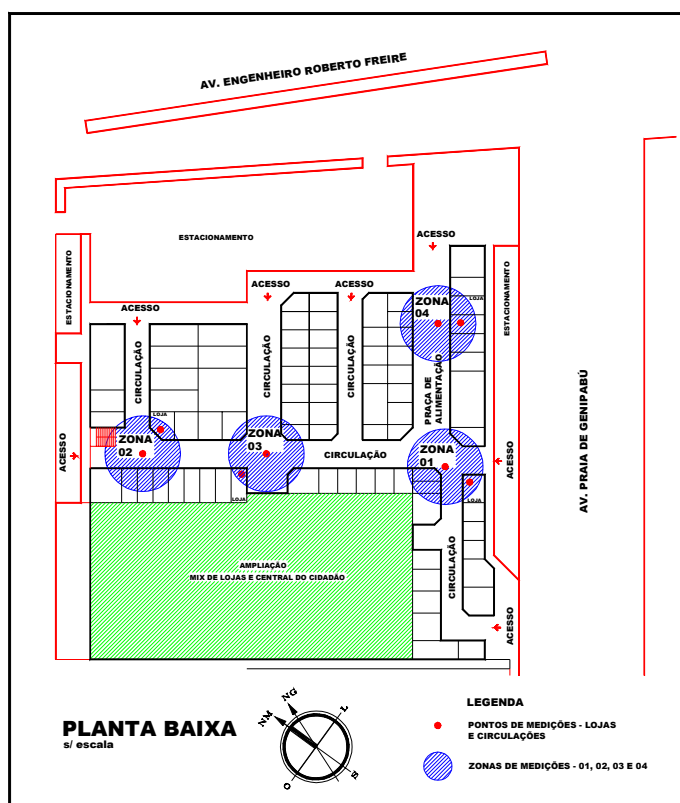 AV. ENGENHEIRO ROBERTO FREIRE
ACESSO
ESTACIONAMENTO
ESTACIONAMENTO
ESTACIONAMENTO
ACESSO
ACESSO
ACESSO
ZONA
04
LOJA
CIRCULAÇÃO
CIRCULAÇÃO
CIRCULAÇÃO
PRAÇA DE
ALIMENTAÇÃO
AV. PRAIA DE GENIPABÚ
LOJA
ZONA
02
ZONA
03
CIRCULAÇÃO
ZONA
01
ACESSO
ACESSO
LOJA
LOJA
AMPLIAÇÃO
MIX DE LOJAS E CENTRAL DO CIDADÃO
CIRCULAÇÃO
ACESSO
PLANTA BAIXA
s/ escala
NM
NG
L
O
S
LEGENDA
PONTOS DE MEDIÇÕES - LOJAS
E CIRCULAÇÕES
ZONAS DE MEDIÇÕES - 01, 02, 03 E 04